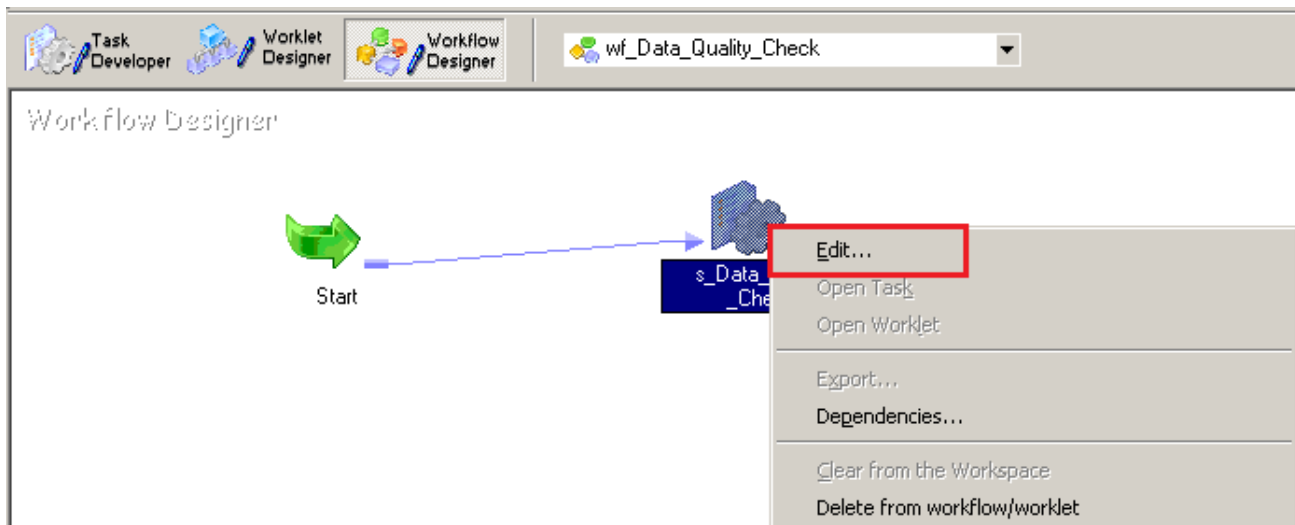 Task
Developer
Worklet
Designer
Workflow
Designer
wf_Data_Quality_Check
Workflow Designer
Start
s_Data_
_Che
Edit...
Open Task
Open Worklet
Export...
Dependencies...
Clear from the Workspace
Delete from workflow/worklet